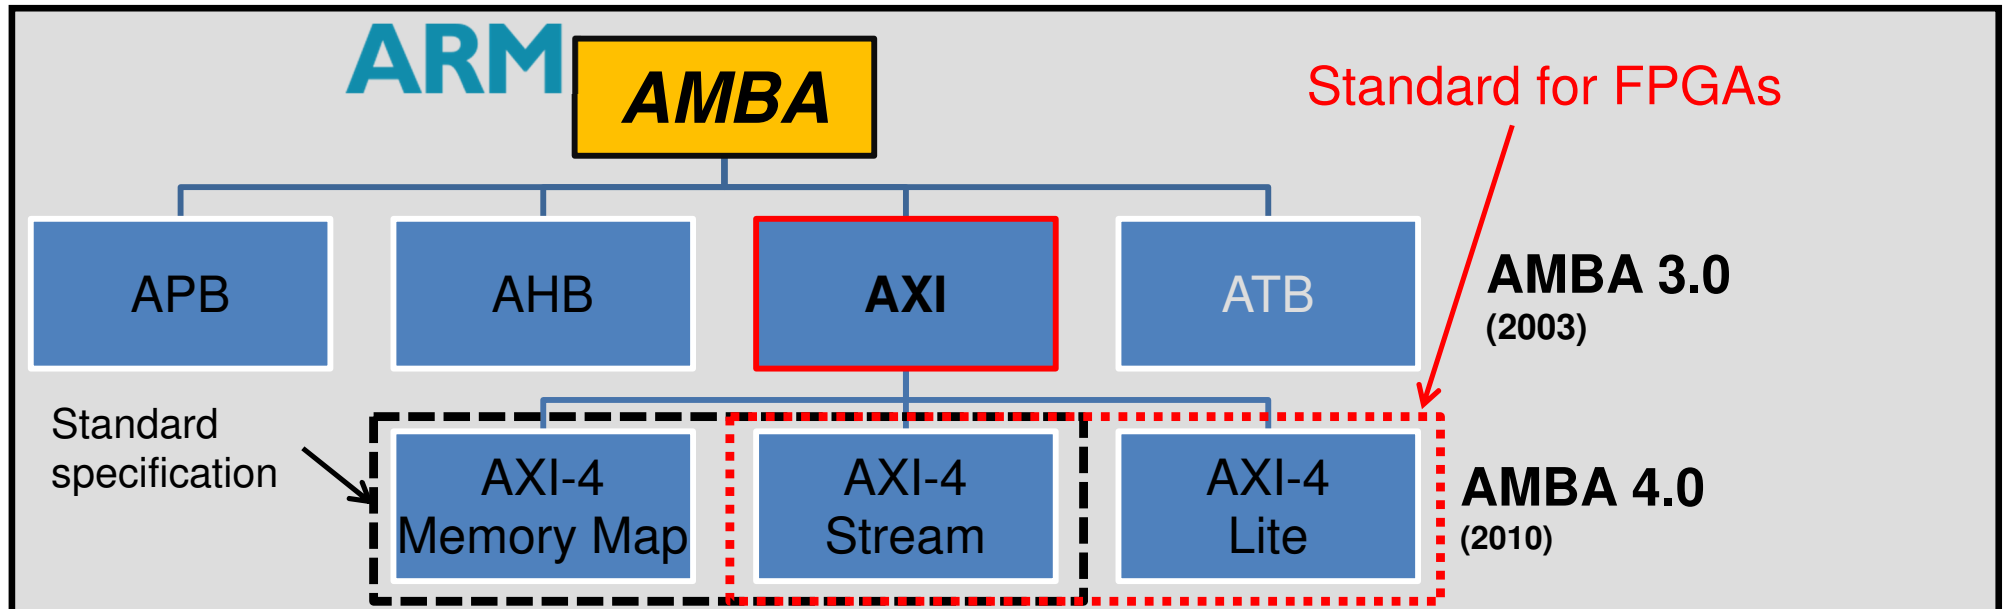 ARM
AMBA
Standard for FPGAs
APB
AHB
AXI
ATB
AMBA 3.0
(2003)
Standard
specification
AXI-4
Memory Map
AXI-4
Stream
AXI-4
Lite
AMBA 4.0
(2010)